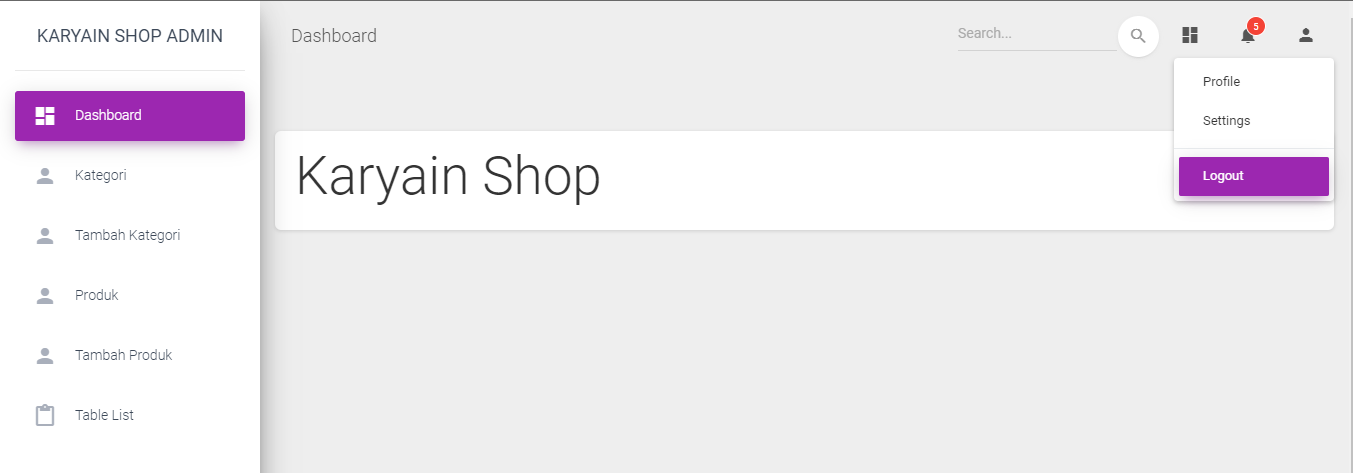 KARYAIN SHOP ADMIN
Dashboard
Search...
5
Dashboard
Kategori
Tambah Kategori
Produk
Tambah Produk
Table List
Profile
Settings
Logout
Karyain Shop